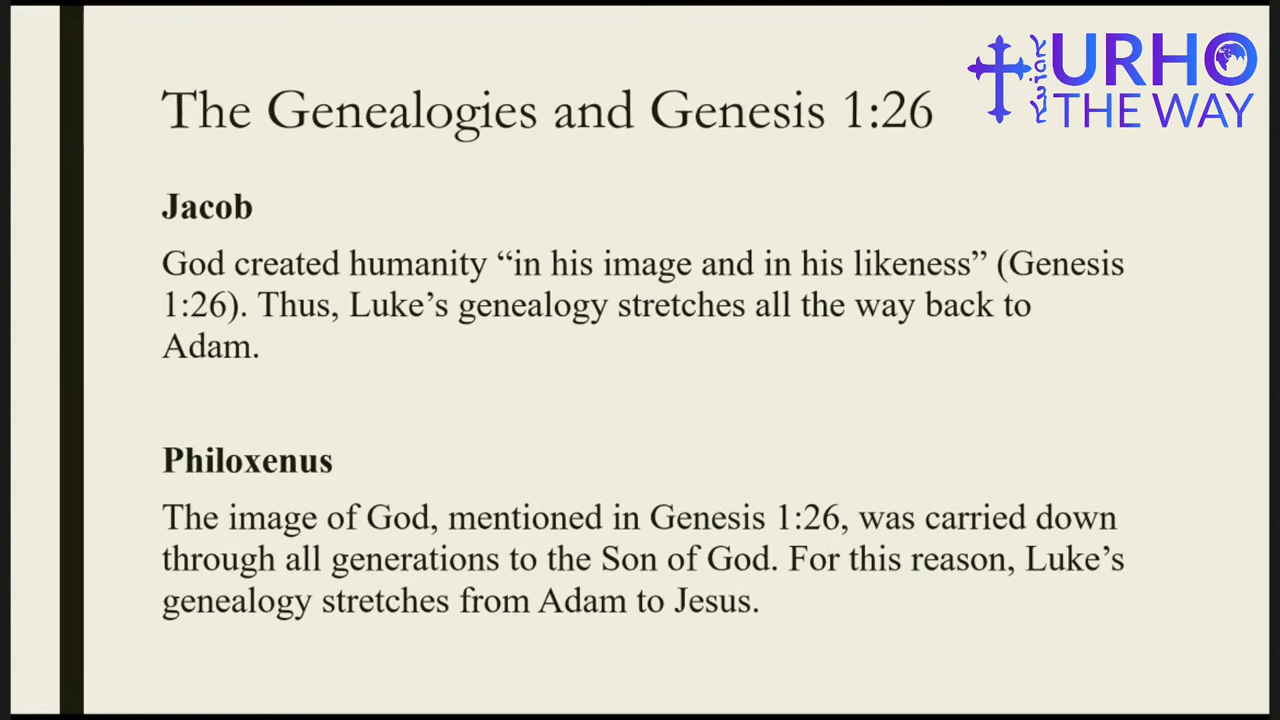 URHO
THE WAY
The Genealogies and Genesis 1:26
Jacob
God created humanity “in his image and in his likeness” (Genesis
1:26). Thus, Luke’s genealogy stretches all the way back to
Adam.
Philoxenus
The image of God, mentioned in Genesis 1:26, was carried down
through all generations to the Son of God. For this reason, Luke’s
genealogy stretches from Adam to Jesus.